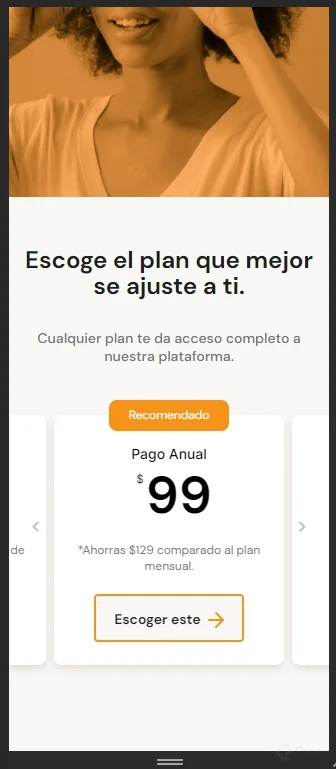 Escoge el plan que mejor
se ajuste a ti.
Cualquier plan te da acceso completo a
nuestra plataforma.
Recomendado
Pago Anual
$
99
de
*Ahorras $129 comparado al plan
mensual.
Escoger este